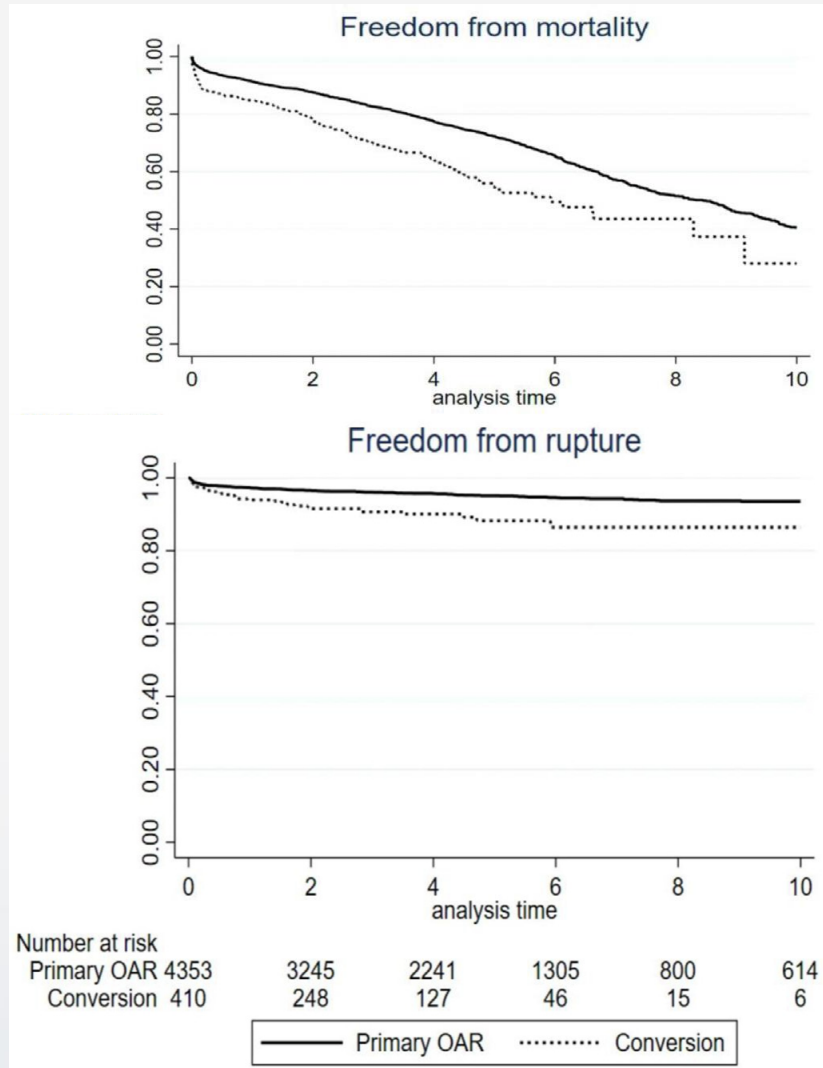 Freedom from mortality
1.00
0.80
0.60
0.40
0.20
0.00
0 2 4 6 8 10
analysis time
Freedom from rupture
1.00
0.80
0.60
0.40
0.20
0.00
0 2 4 6 8 10
analysis time
Number at risk
Primary OAR 4353 3245 2241 1305 800 614
Conversion 410 248 127 46 15 6
Primary OAR Conversion